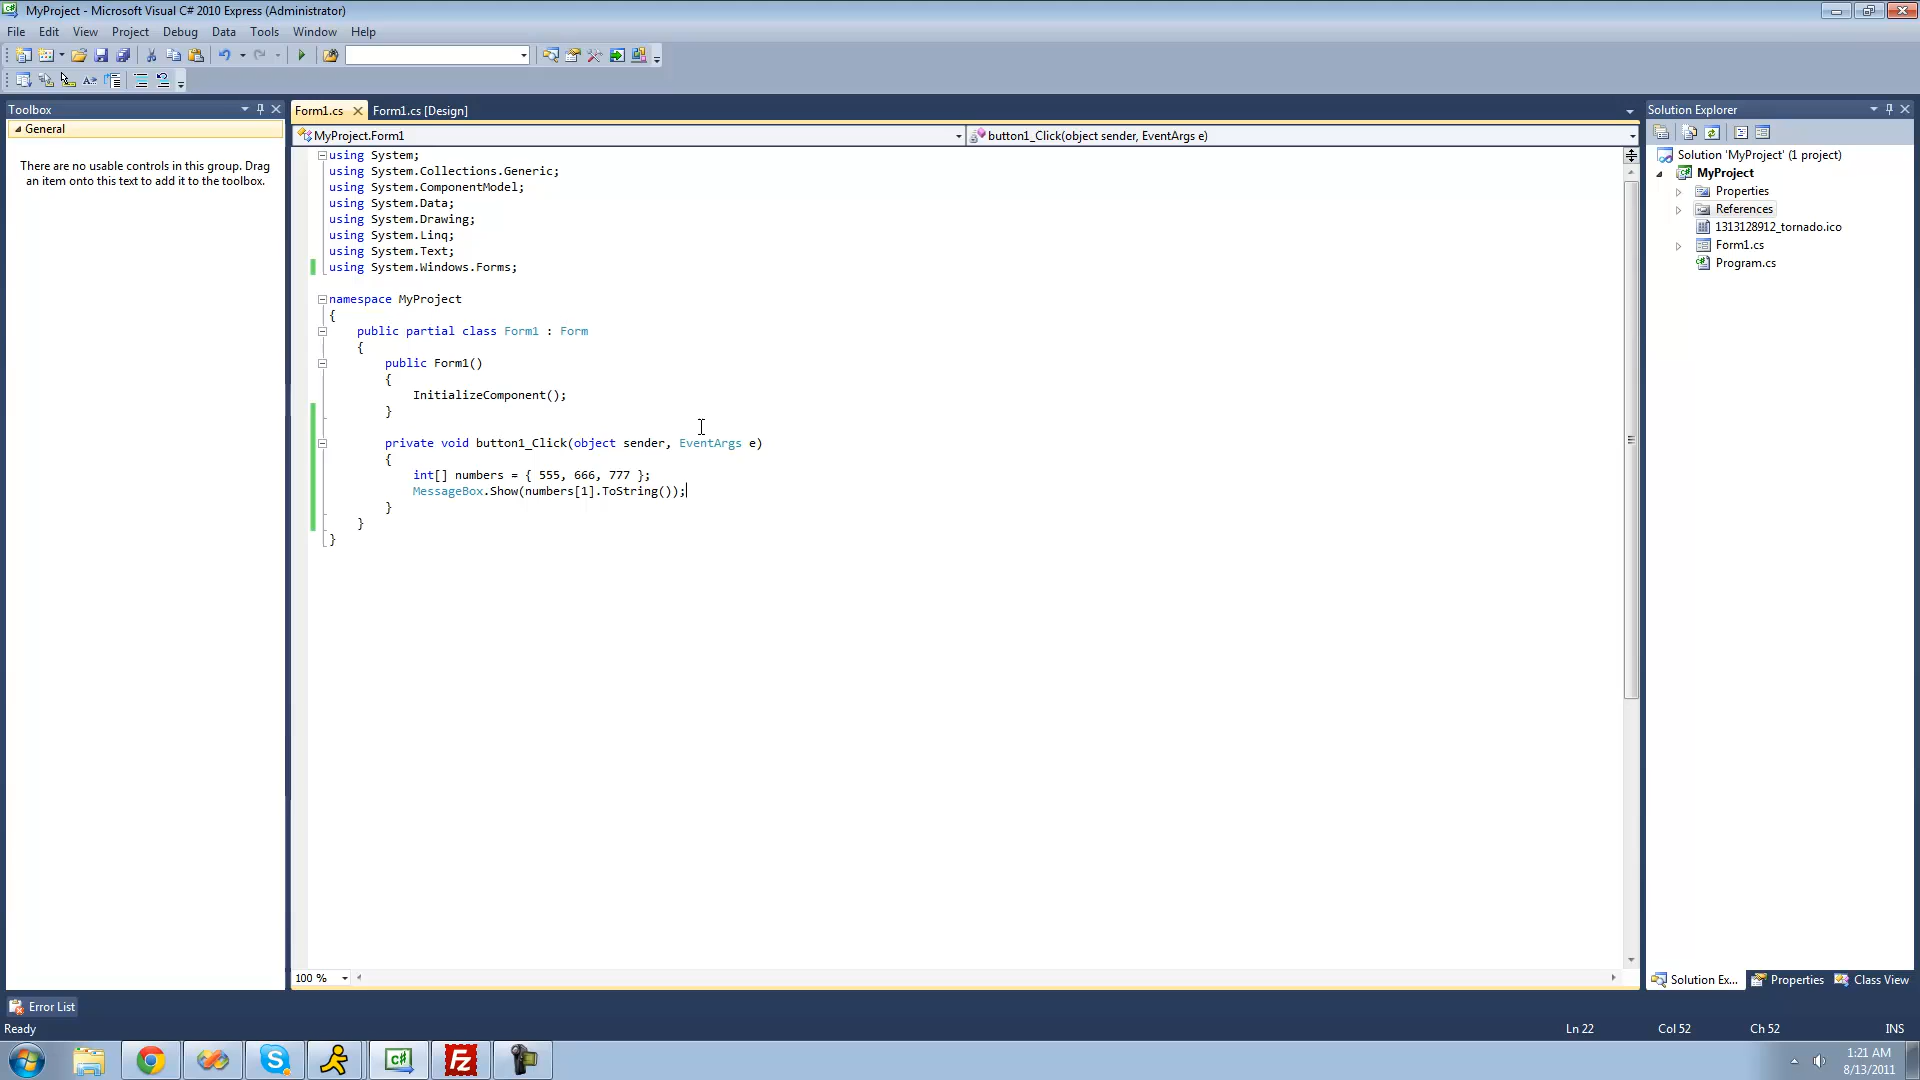 MyProject - Microsoft Visual C# 2010 Express (Administrator)
File Edit View Project Debug Data Tools Window Help
Toolbox
General
There are no usable controls in this group. Drag
an item onto this text to add it to the toolbox.
Form1.cs
Form1.cs [Design]
MyProject.Form1
button1_Click(object sender, EventArgs e)
using System;
using System.Collections.Generic;
using System.ComponentModel;
using System.Data;
using System.Drawing;
using System.Linq;
using System.Text;
using System.Windows.Forms;
namespace MyProject
{
public partial class Form1 : Form
{
public Form1()
{
InitializeComponent();
}
private void button1_Click(object sender, EventArgs e)
{
int[] numbers = { 555, 666, 777 };
MessageBox.Show(numbers[1].ToString());
}
}
}
100 %
Solution Explorer
Solution 'MyProject' (1 project)
MyProject
Properties
References
1313128912_tornado.ico
Form1.cs
Program.cs
Solution Ex...
Properties
Class View
Error List
Ready
Ln 22
Col 52
Ch 52
INS
1:21 AM
8/13/2011